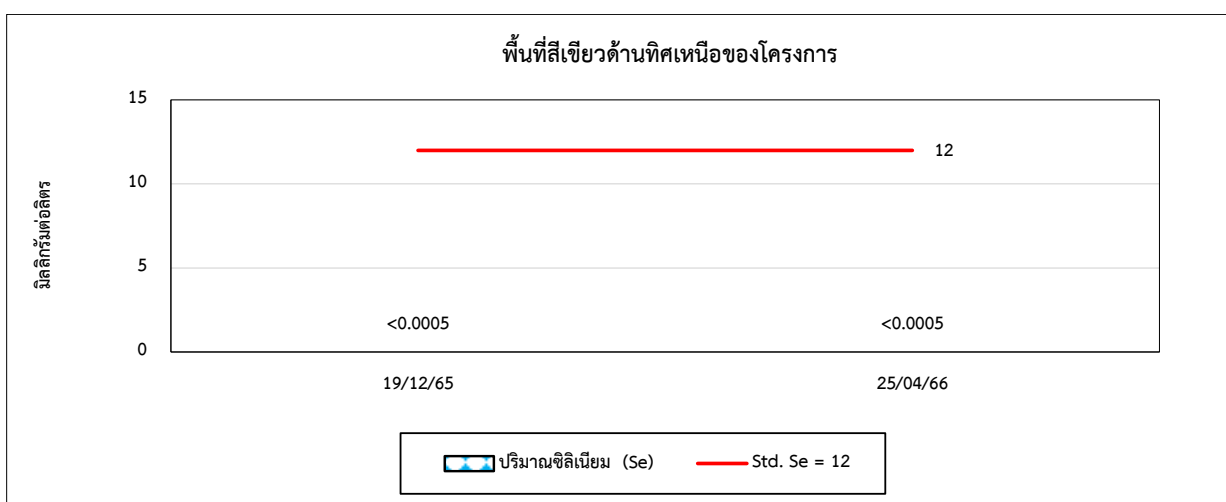 พื้นที่สีเขียวด้านทิศเหนือของโครงการ
มิลลิกรัมต่อลิตร
15
10
5
0
12
<0.0005 <0.0005
19/12/65 25/04/66
ปริมาณซิลิเนียม (Se) Std. Se = 12